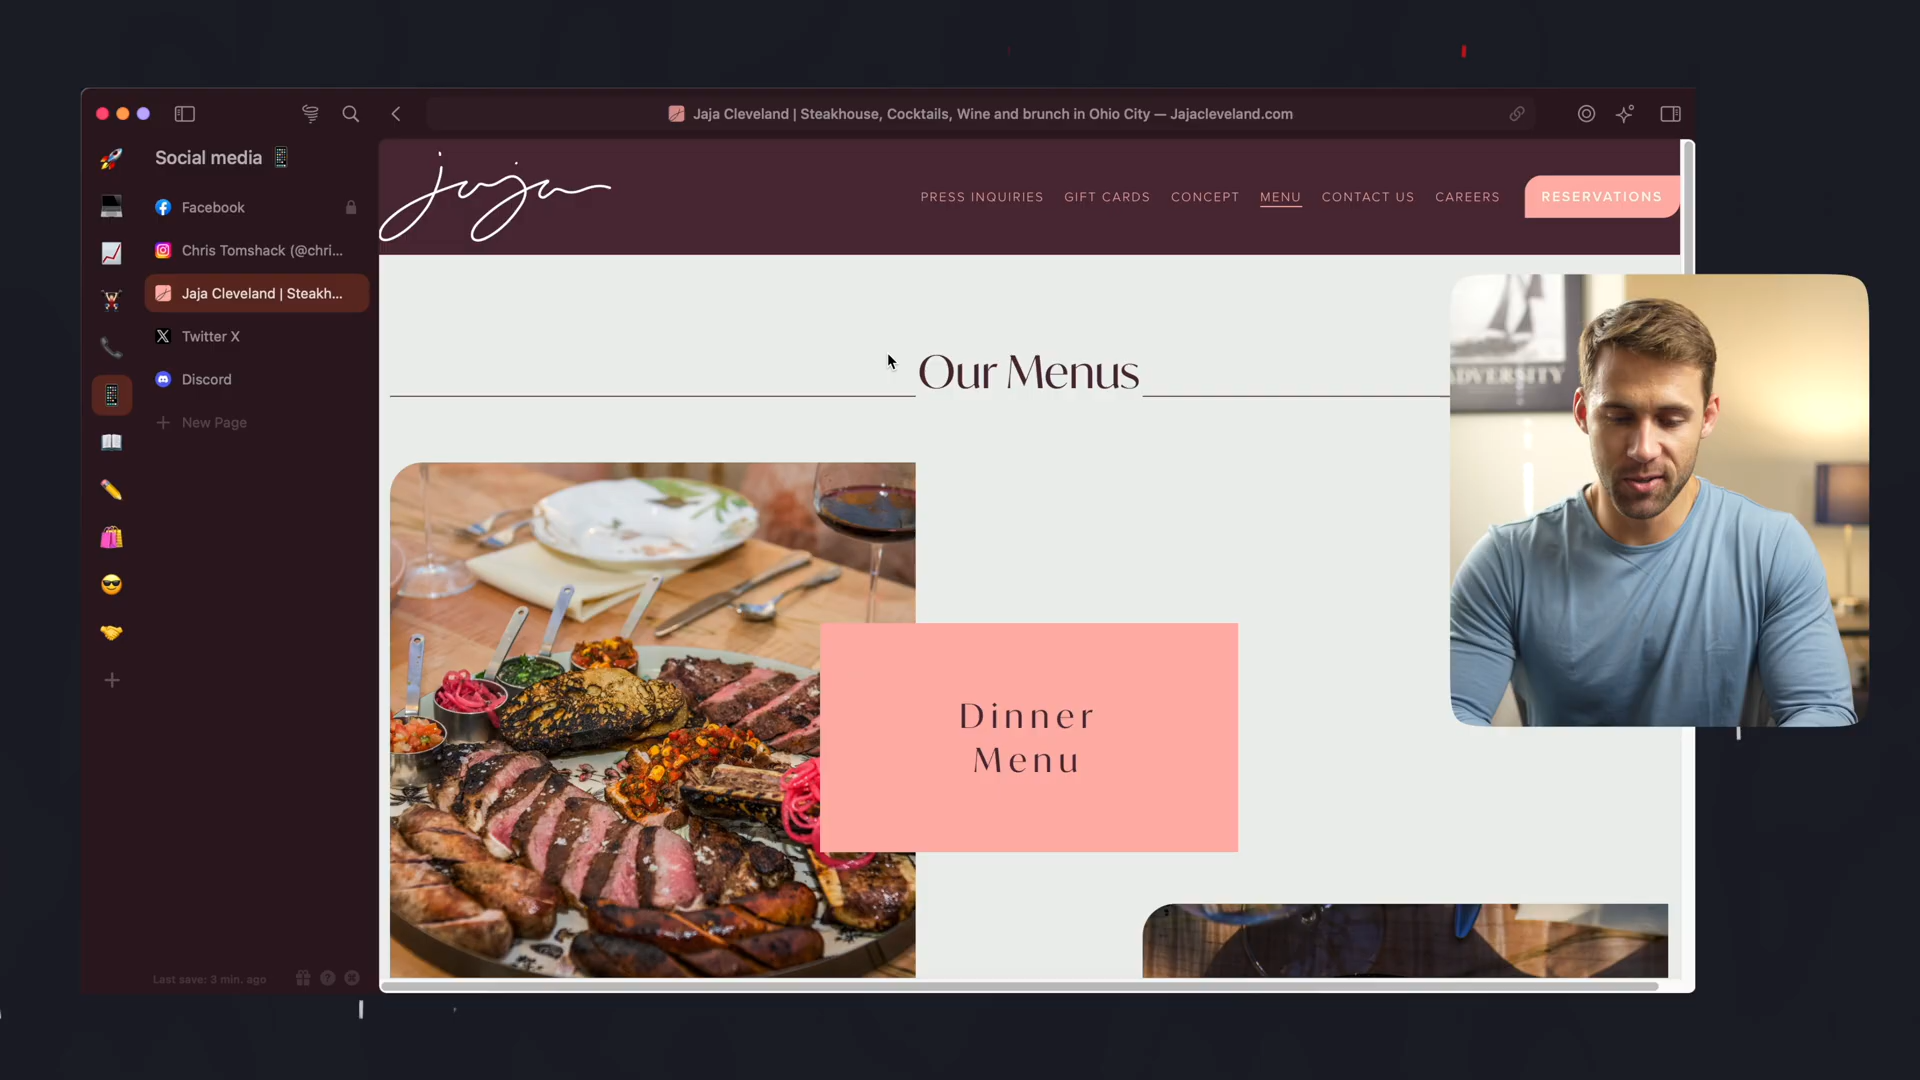 Jaja Cleveland | Steakhouse, Cocktails, Wine and brunch in Ohio City — Jajacleveland.com
Social media
Facebook
Chris Tomshack (@chri...
Jaja Cleveland | Steakh...
Twitter X
Discord
New Page
Last save: 3 min. ago
jaja
PRESS INQUIRIES
GIFT CARDS
CONCEPT
MENU
CONTACT US
CAREERS
RESERVATIONS
Our Menus
Dinner
Menu
ADVERSITY